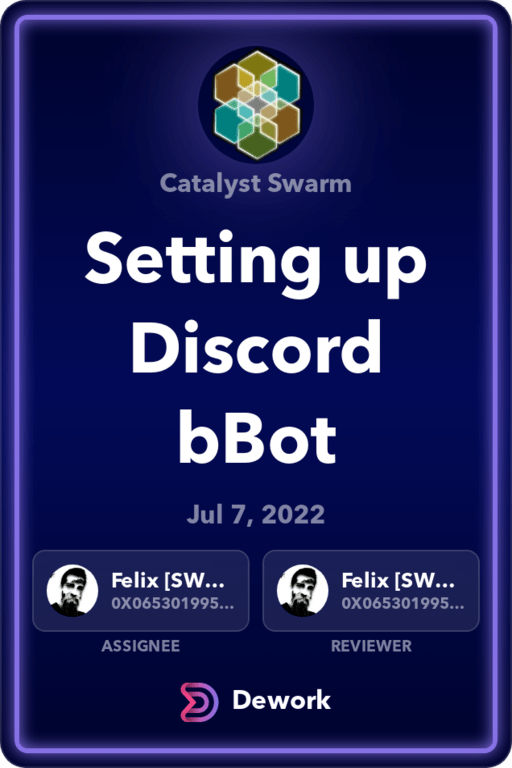 Catalyst Swarm
Setting up
Discord
bBot
Jul 7, 2022
Felix [SW...
0X065301995...
ASSIGNEE
Felix [SW...
0X065301995...
REVIEWER
Dework